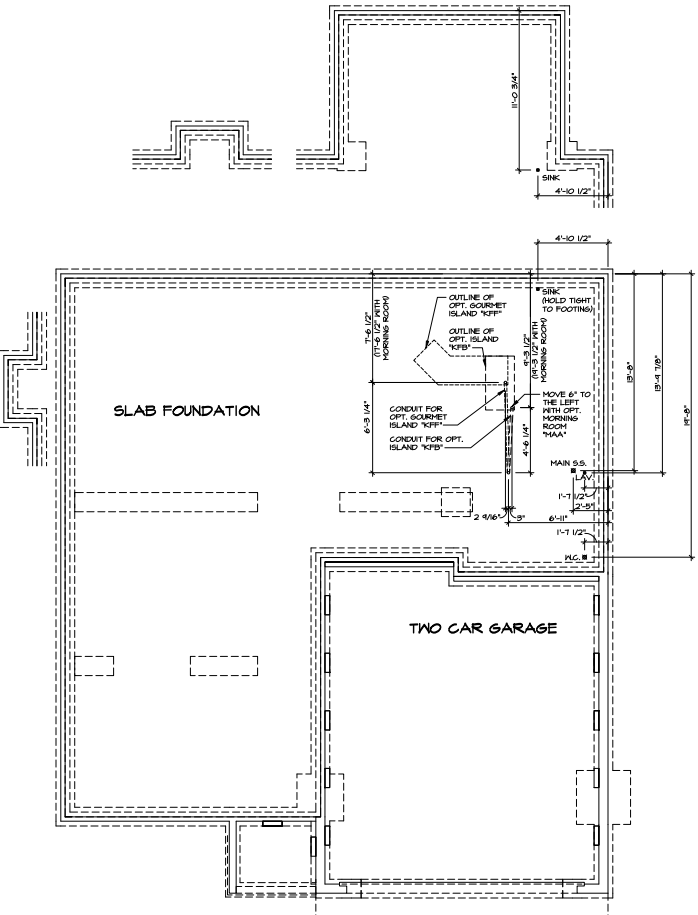 11'-0 3/4"
SINK
4'-10 1/2"
4'-10 1/2"
SINK
(HOLD TIGHT
TO FOOTING)
OUTLINE OF
OPT. GOURMET
ISLAND "KFF"
OUTLINE OF
OPT. ISLAND
"KFB"
7'-6 1/2"
(17'-6 1/2" WITH
MORNING ROOM)
9'-3 1/2"
(19'-3 1/2" WITH
MORNING ROOM)
13'-8"
13'-9 7/8"
19'-8"
MOVE 6" TO
THE LEFT
WITH OPT.
MORNING
ROOM
"MAA"
SLAB FOUNDATION
6'-3 1/4"
CONDUIT FOR
OPT. GOURMET
ISLAND "KFF"
CONDUIT FOR OPT.
ISLAND "KFB"
4'-6 1/4"
MAIN S.S.
LAV
1'-7 1/2"
2'-5"
2 9/16"
3"
6'-11"
1'-7 1/2"
W.C.
TWO CAR GARAGE